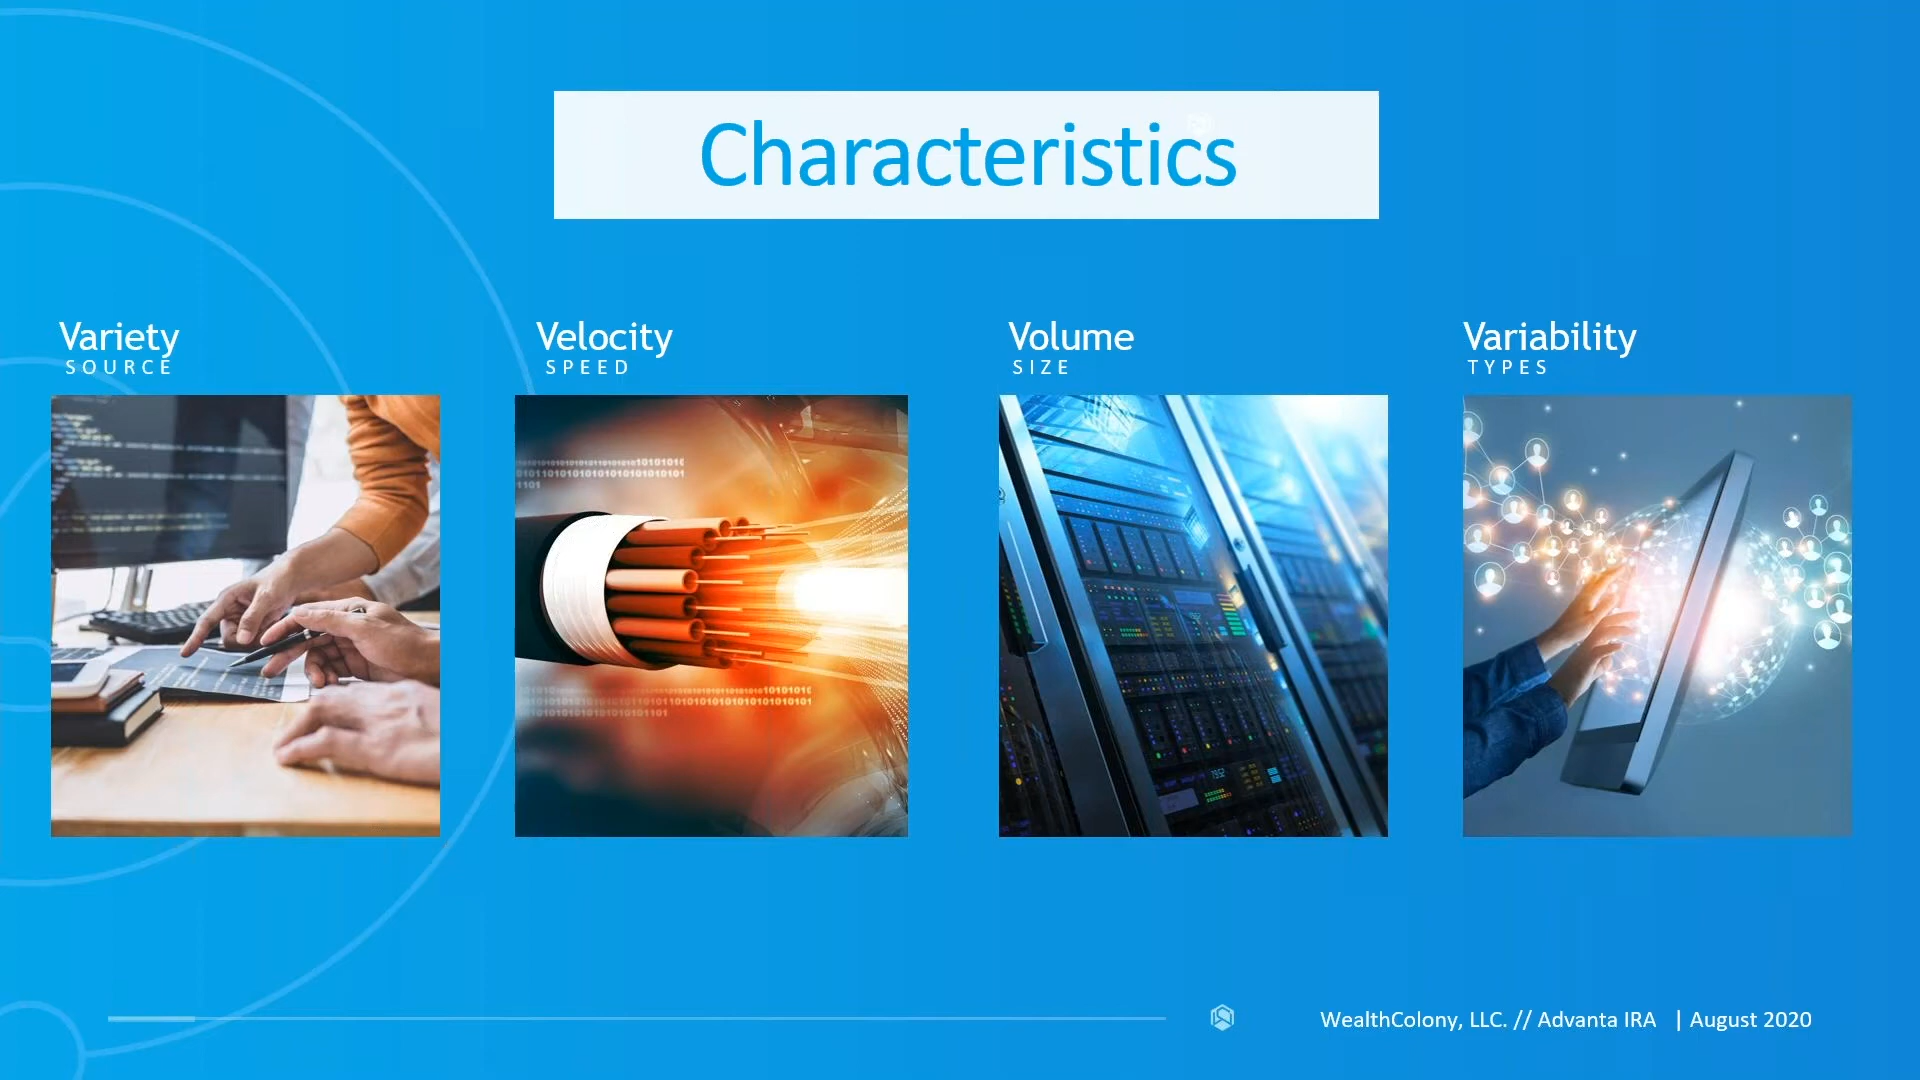 Characteristics
Variety
SOURCE
Velocity
SPEED
Volume
SIZE
Variability
TYPES
WealthColony, LLC. // Advanta IRA | August 2020